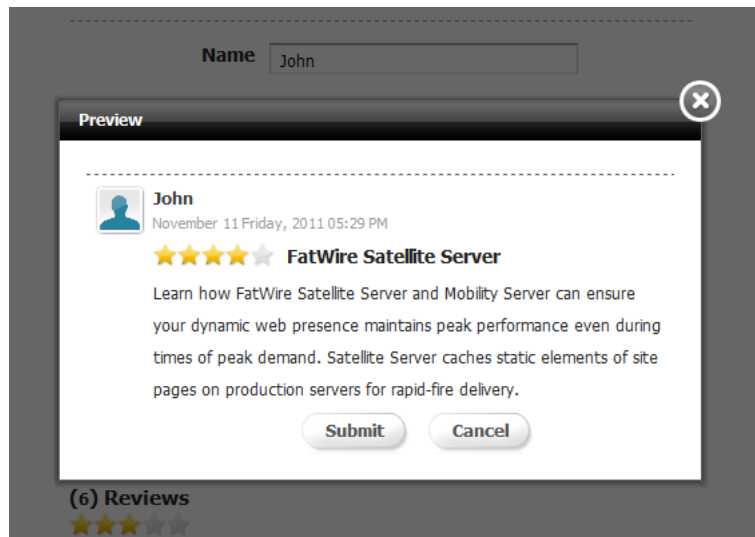 Name John
Preview
John
November 11 Friday, 2011 05:29 PM
FatWire Satellite Server
Learn how FatWire Satellite Server and Mobility Server can ensure
your dynamic web presence maintains peak performance even during
times of peak demand. Satellite Server caches static elements of site
pages on production servers for rapid-fire delivery.
Submit Cancel
(6) Reviews